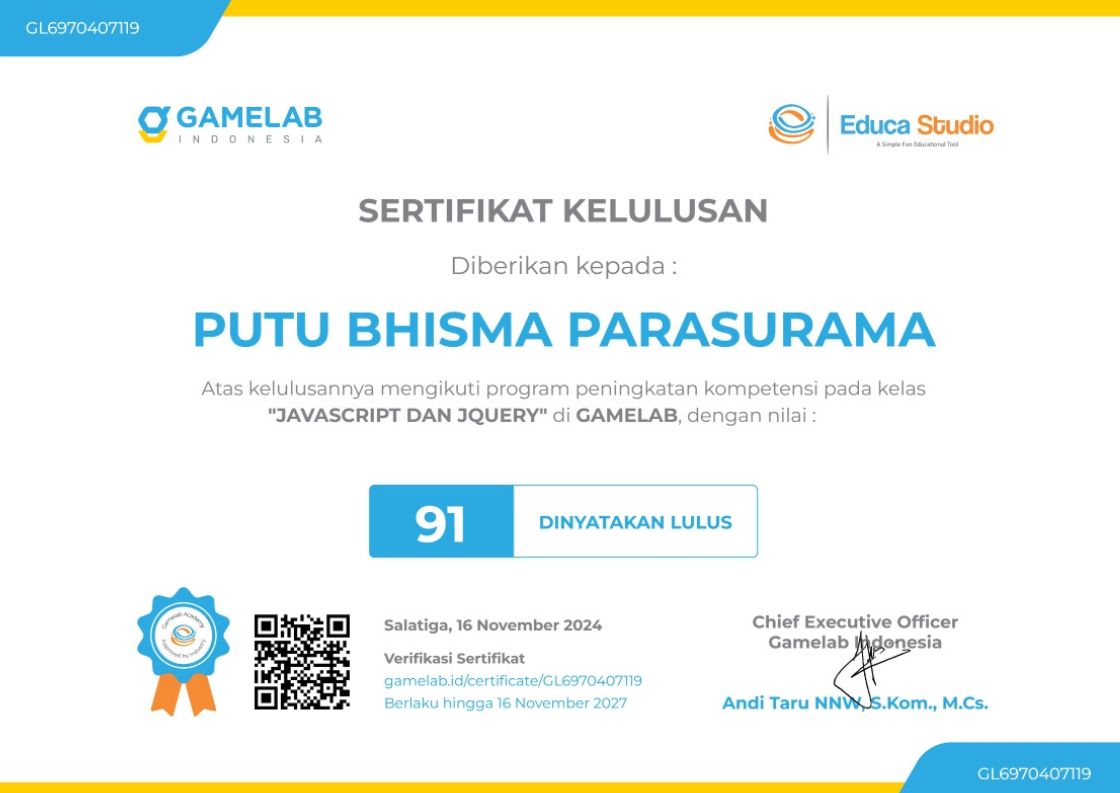 GL6970407119
GAMELAB
INDONESIA
Educa Studio
A Simple Fun Educational Tool
SERTIFIKAT KELULUSAN
Diberikan kepada :
PUTU BHISMA PARASURAMA
Atas kelulusannya mengikuti program peningkatan kompetensi pada kelas
"JAVASCRIPT DAN JQUERY" di GAMELAB, dengan nilai :
91
DINYATAKAN LULUS
Gamelab Academy
Approved by Industry
Salatiga, 16 November 2024
Verifikasi Sertifikat
gamelab.id/certificate/GL6970407119
Berlaku hingga 16 November 2027
Chief Executive Officer
Gamelab Indonesia
Andi Taru NNW, S.Kom., M.Cs.
GL6970407119